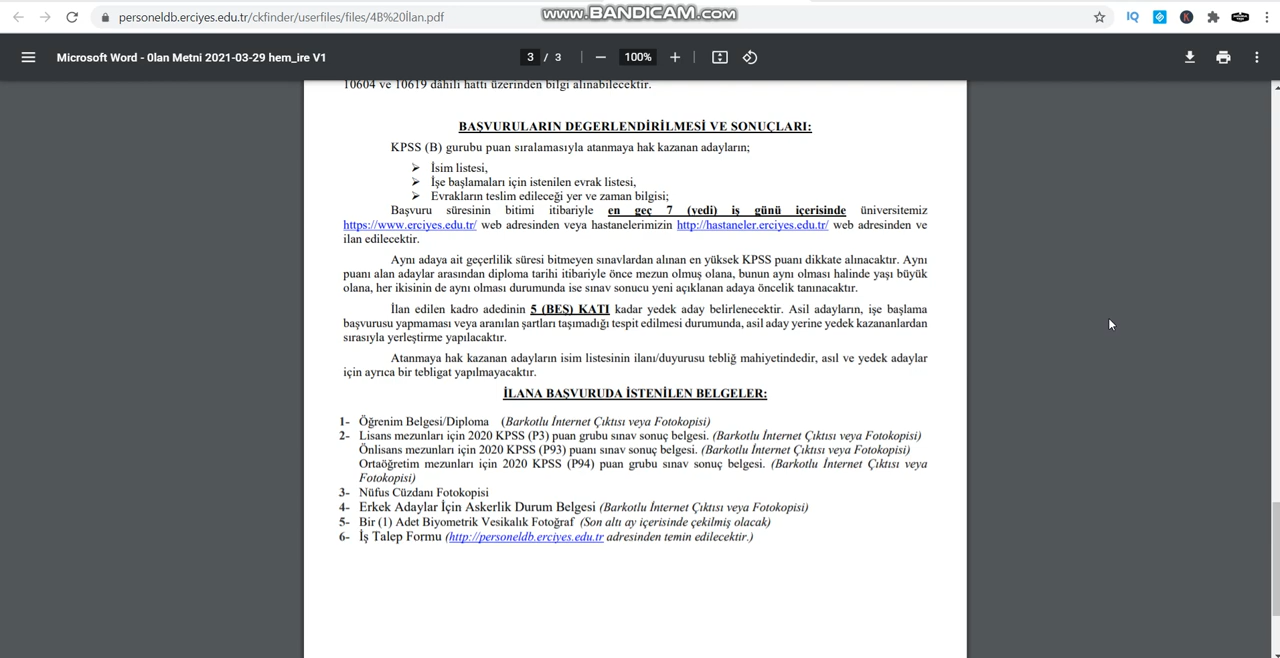 personeldb.erciyes.edu.tr/ckfinder/userfiles/files/4B%20İlan.pdf
www.BANDICAM.com
IQ
K
Microsoft Word - 0lan Metni 2021-03-29 hem_ire V1
3 / 3
100%
10604 ve 10619 dâhili hattı üzerinden bilgi alınabilecektir.
BAŞVURULARIN DEGERLENDİRİLMESİ VE SONUÇLARI:
KPSS (B) gurubu puan sıralamasıyla atanmaya hak kazanan adayların;
➢ İsim listesi,
➢ İşe başlamaları için istenilen evrak listesi,
➢ Evrakların teslim edileceği yer ve zaman bilgisi;
Başvuru süresinin bitimi itibariyle en geç 7 (yedi) iş günü içerisinde üniversitemiz
https://www.erciyes.edu.tr/ web adresinden veya hastanelerimizin http://hastaneler.erciyes.edu.tr/ web adresinden ve
ilan edilecektir.
Aynı adaya ait geçerlilik süresi bitmeyen sınavlardan alınan en yüksek KPSS puanı dikkate alınacaktır. Aynı
puanı alan adaylar arasından diploma tarihi itibariyle önce mezun olmuş olana, bunun aynı olması halinde yaşı büyük
olana, her ikisinin de aynı olması durumunda ise sınav sonucu yeni açıklanan adaya öncelik tanınacaktır.
İlan edilen kadro adedinin 5 (BEŞ) KATI kadar yedek aday belirlenecektir. Asil adayların, işe başlama
başvurusu yapmaması veya aranılan şartları taşımadığı tespit edilmesi durumunda, asil aday yerine yedek kazananlardan
sırasıyla yerleştirme yapılacaktır.
Atanmaya hak kazanan adayların isim listesinin ilanı/duyurusu tebliğ mahiyetindedir, asıl ve yedek adaylar
için ayrıca bir tebligat yapılmayacaktır.
İLANA BAŞVURUDA İSTENİLEN BELGELER:
1- Öğrenim Belgesi/Diploma (Barkotlu İnternet Çıktısı veya Fotokopisi)
2- Lisans mezunları için 2020 KPSS (P3) puan grubu sınav sonuç belgesi. (Barkotlu İnternet Çıktısı veya Fotokopisi)
Önlisans mezunları için 2020 KPSS (P93) puanı sınav sonuç belgesi. (Barkotlu İnternet Çıktısı veya Fotokopisi)
Ortaöğretim mezunları için 2020 KPSS (P94) puan grubu sınav sonuç belgesi. (Barkotlu İnternet Çıktısı veya
Fotokopisi)
3- Nüfus Cüzdanı Fotokopisi
4- Erkek Adaylar İçin Askerlik Durum Belgesi (Barkotlu İnternet Çıktısı veya Fotokopisi)
5- Bir (1) Adet Biyometrik Vesikalık Fotoğraf (Son altı ay içerisinde çekilmiş olacak)
6- İş Talep Formu (http://personeldb.erciyes.edu.tr adresinden temin edilecektir.)